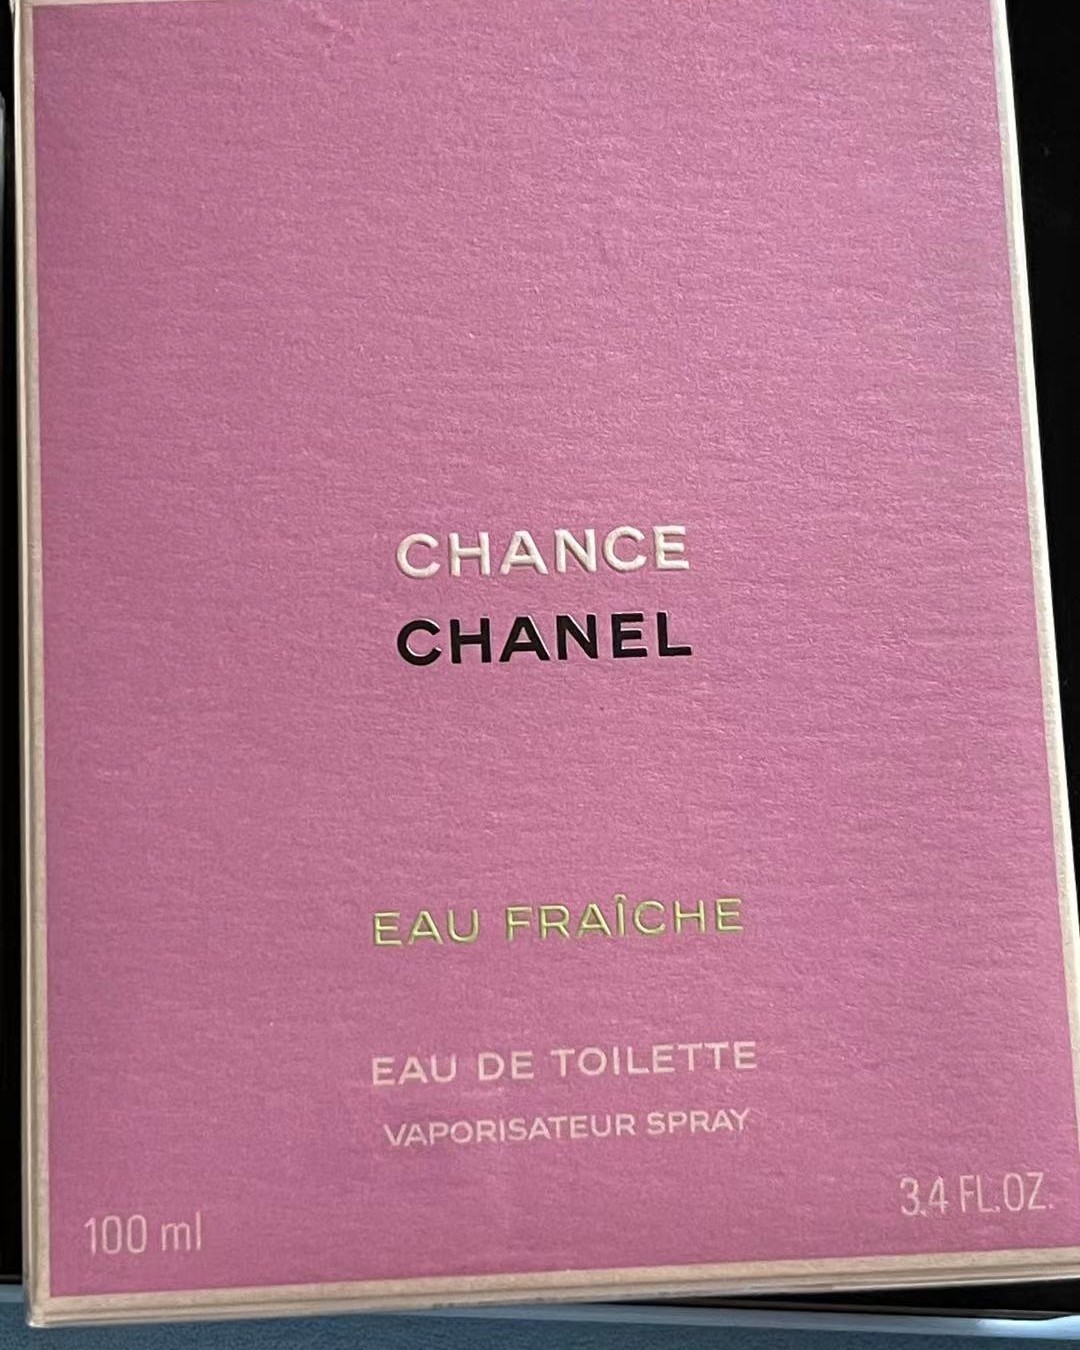 CHANCE
CHANEL
EAU FRAÎCHE
EAU DE TOILETTE
VAPORISATEUR SPRAY
100 ml
3.4 FL.OZ.